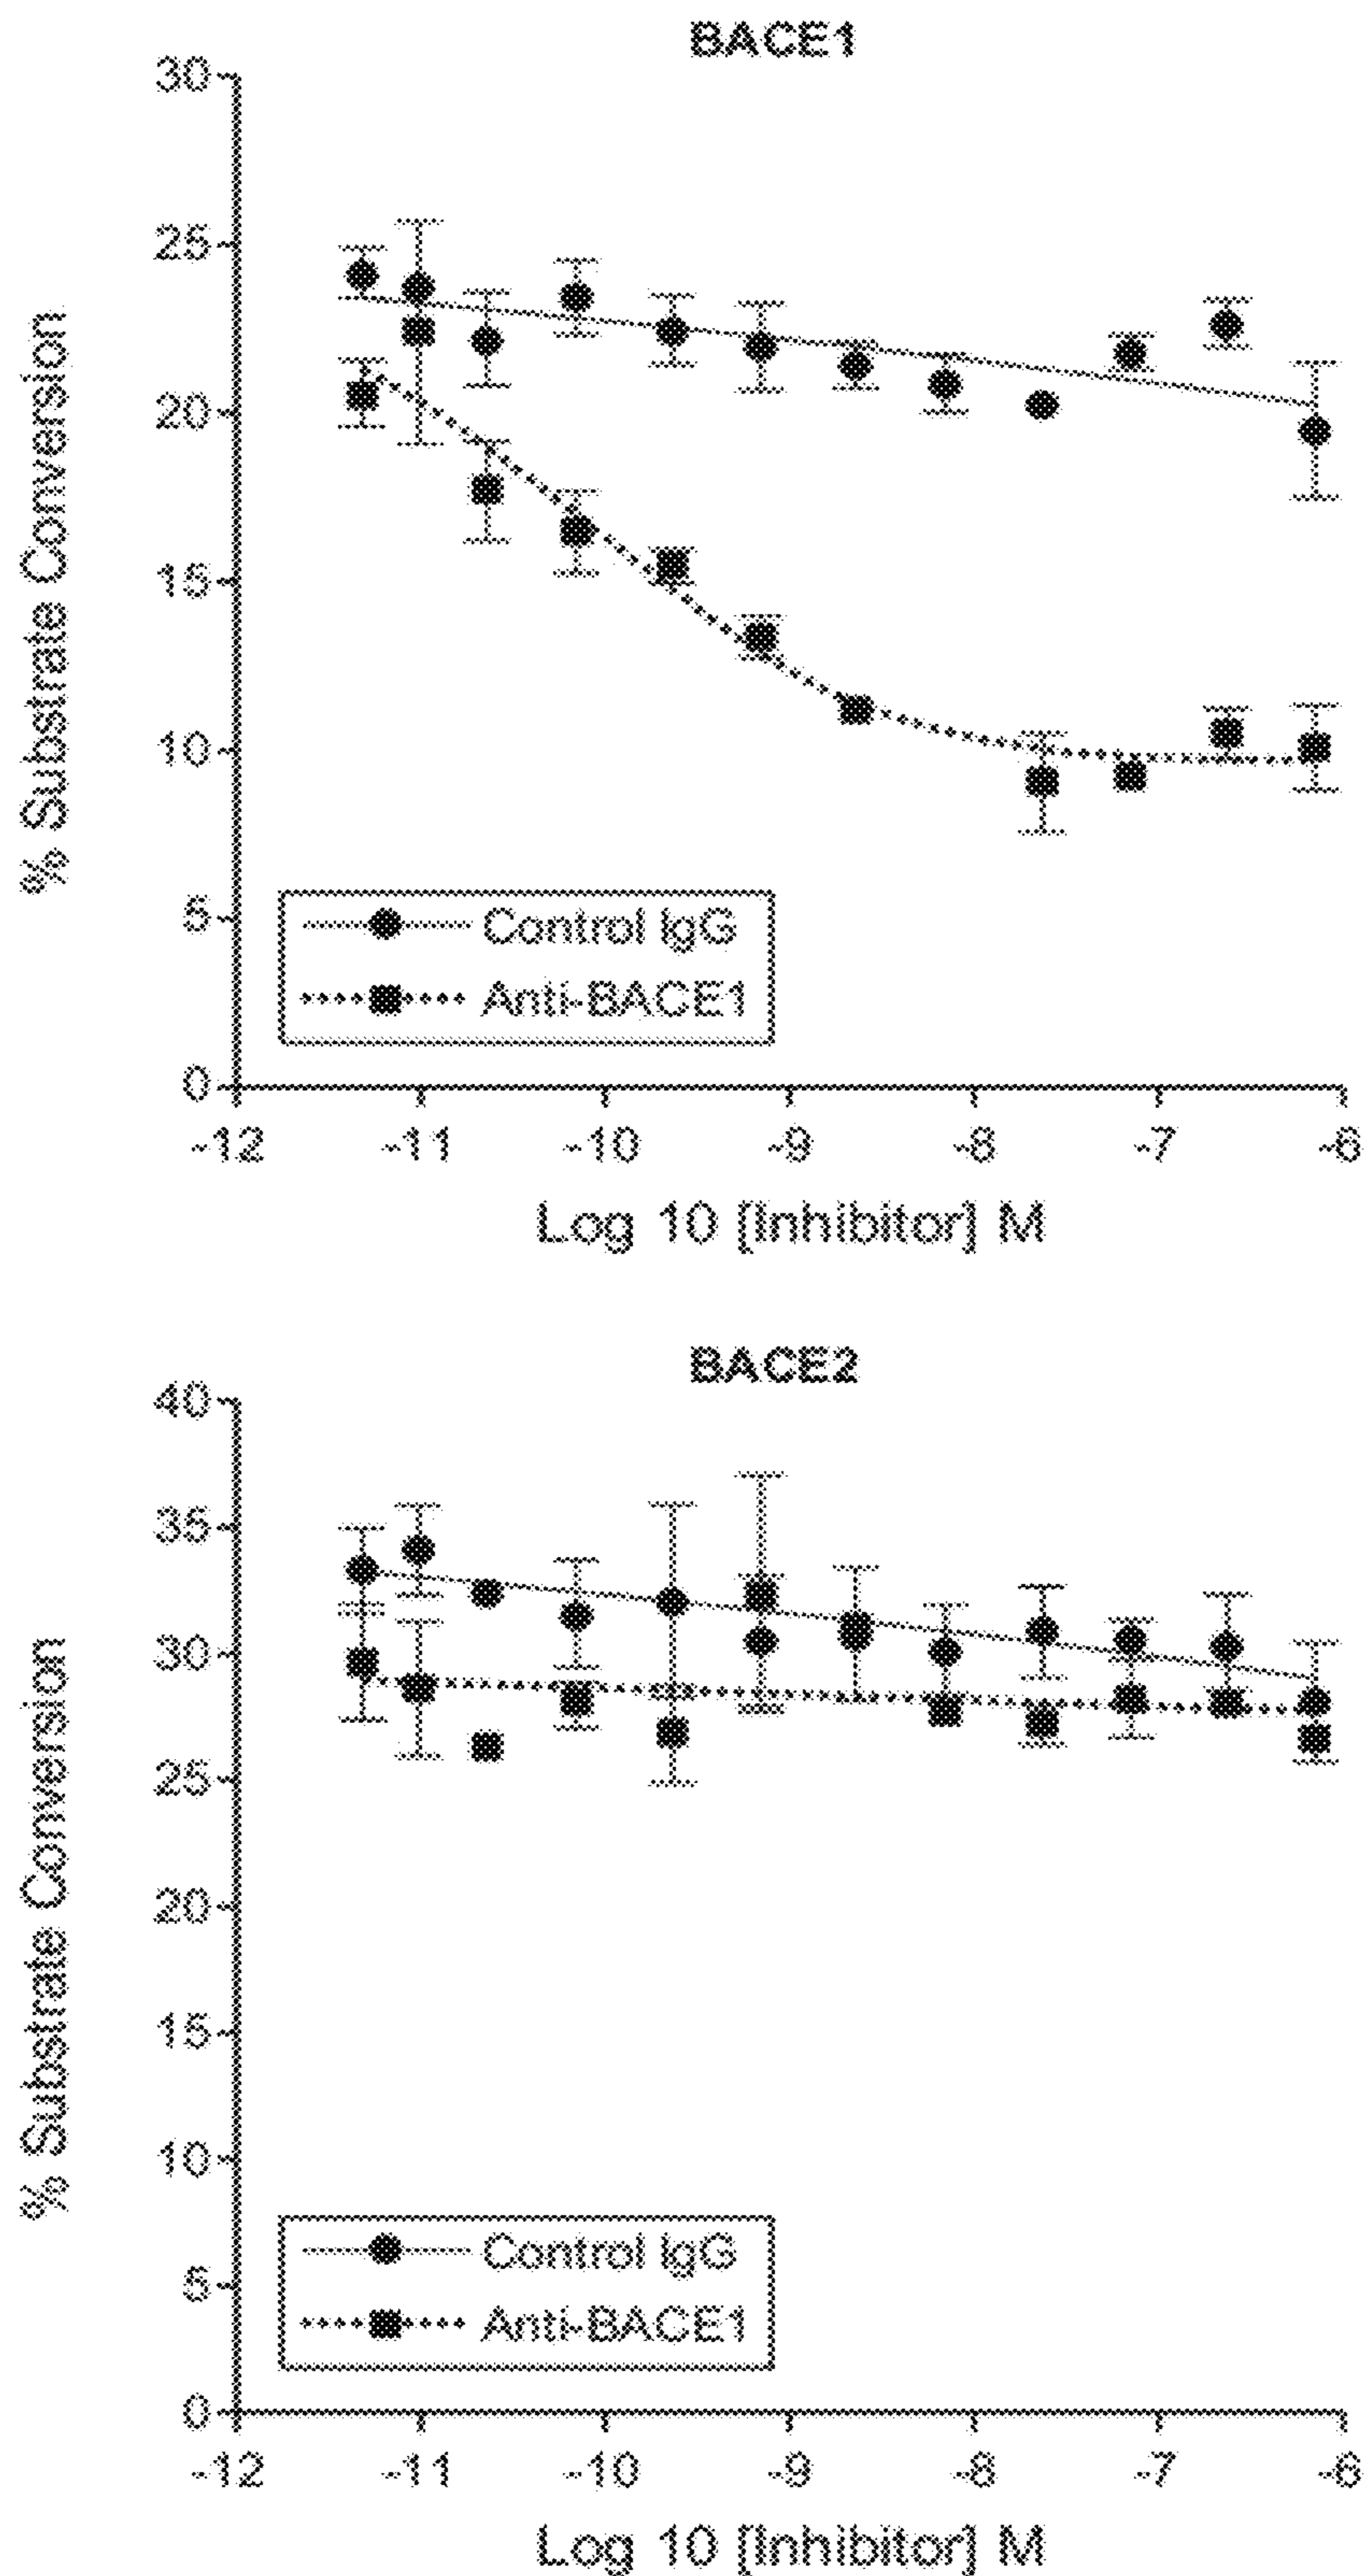 BACE1
30
25
20
15
10
5
0
% Substrate Conversion
Control IgG
Anti-BACE1
-12 -11 -10 -9 -8 -7 -6
Log 10 [Inhibitor] M
BACE2
40
35
30
25
20
15
10
5
0
% Substrate Conversion
Control IgG
Anti-BACE1
-12 -11 -10 -9 -8 -7 -6
Log 10 [Inhibitor] M